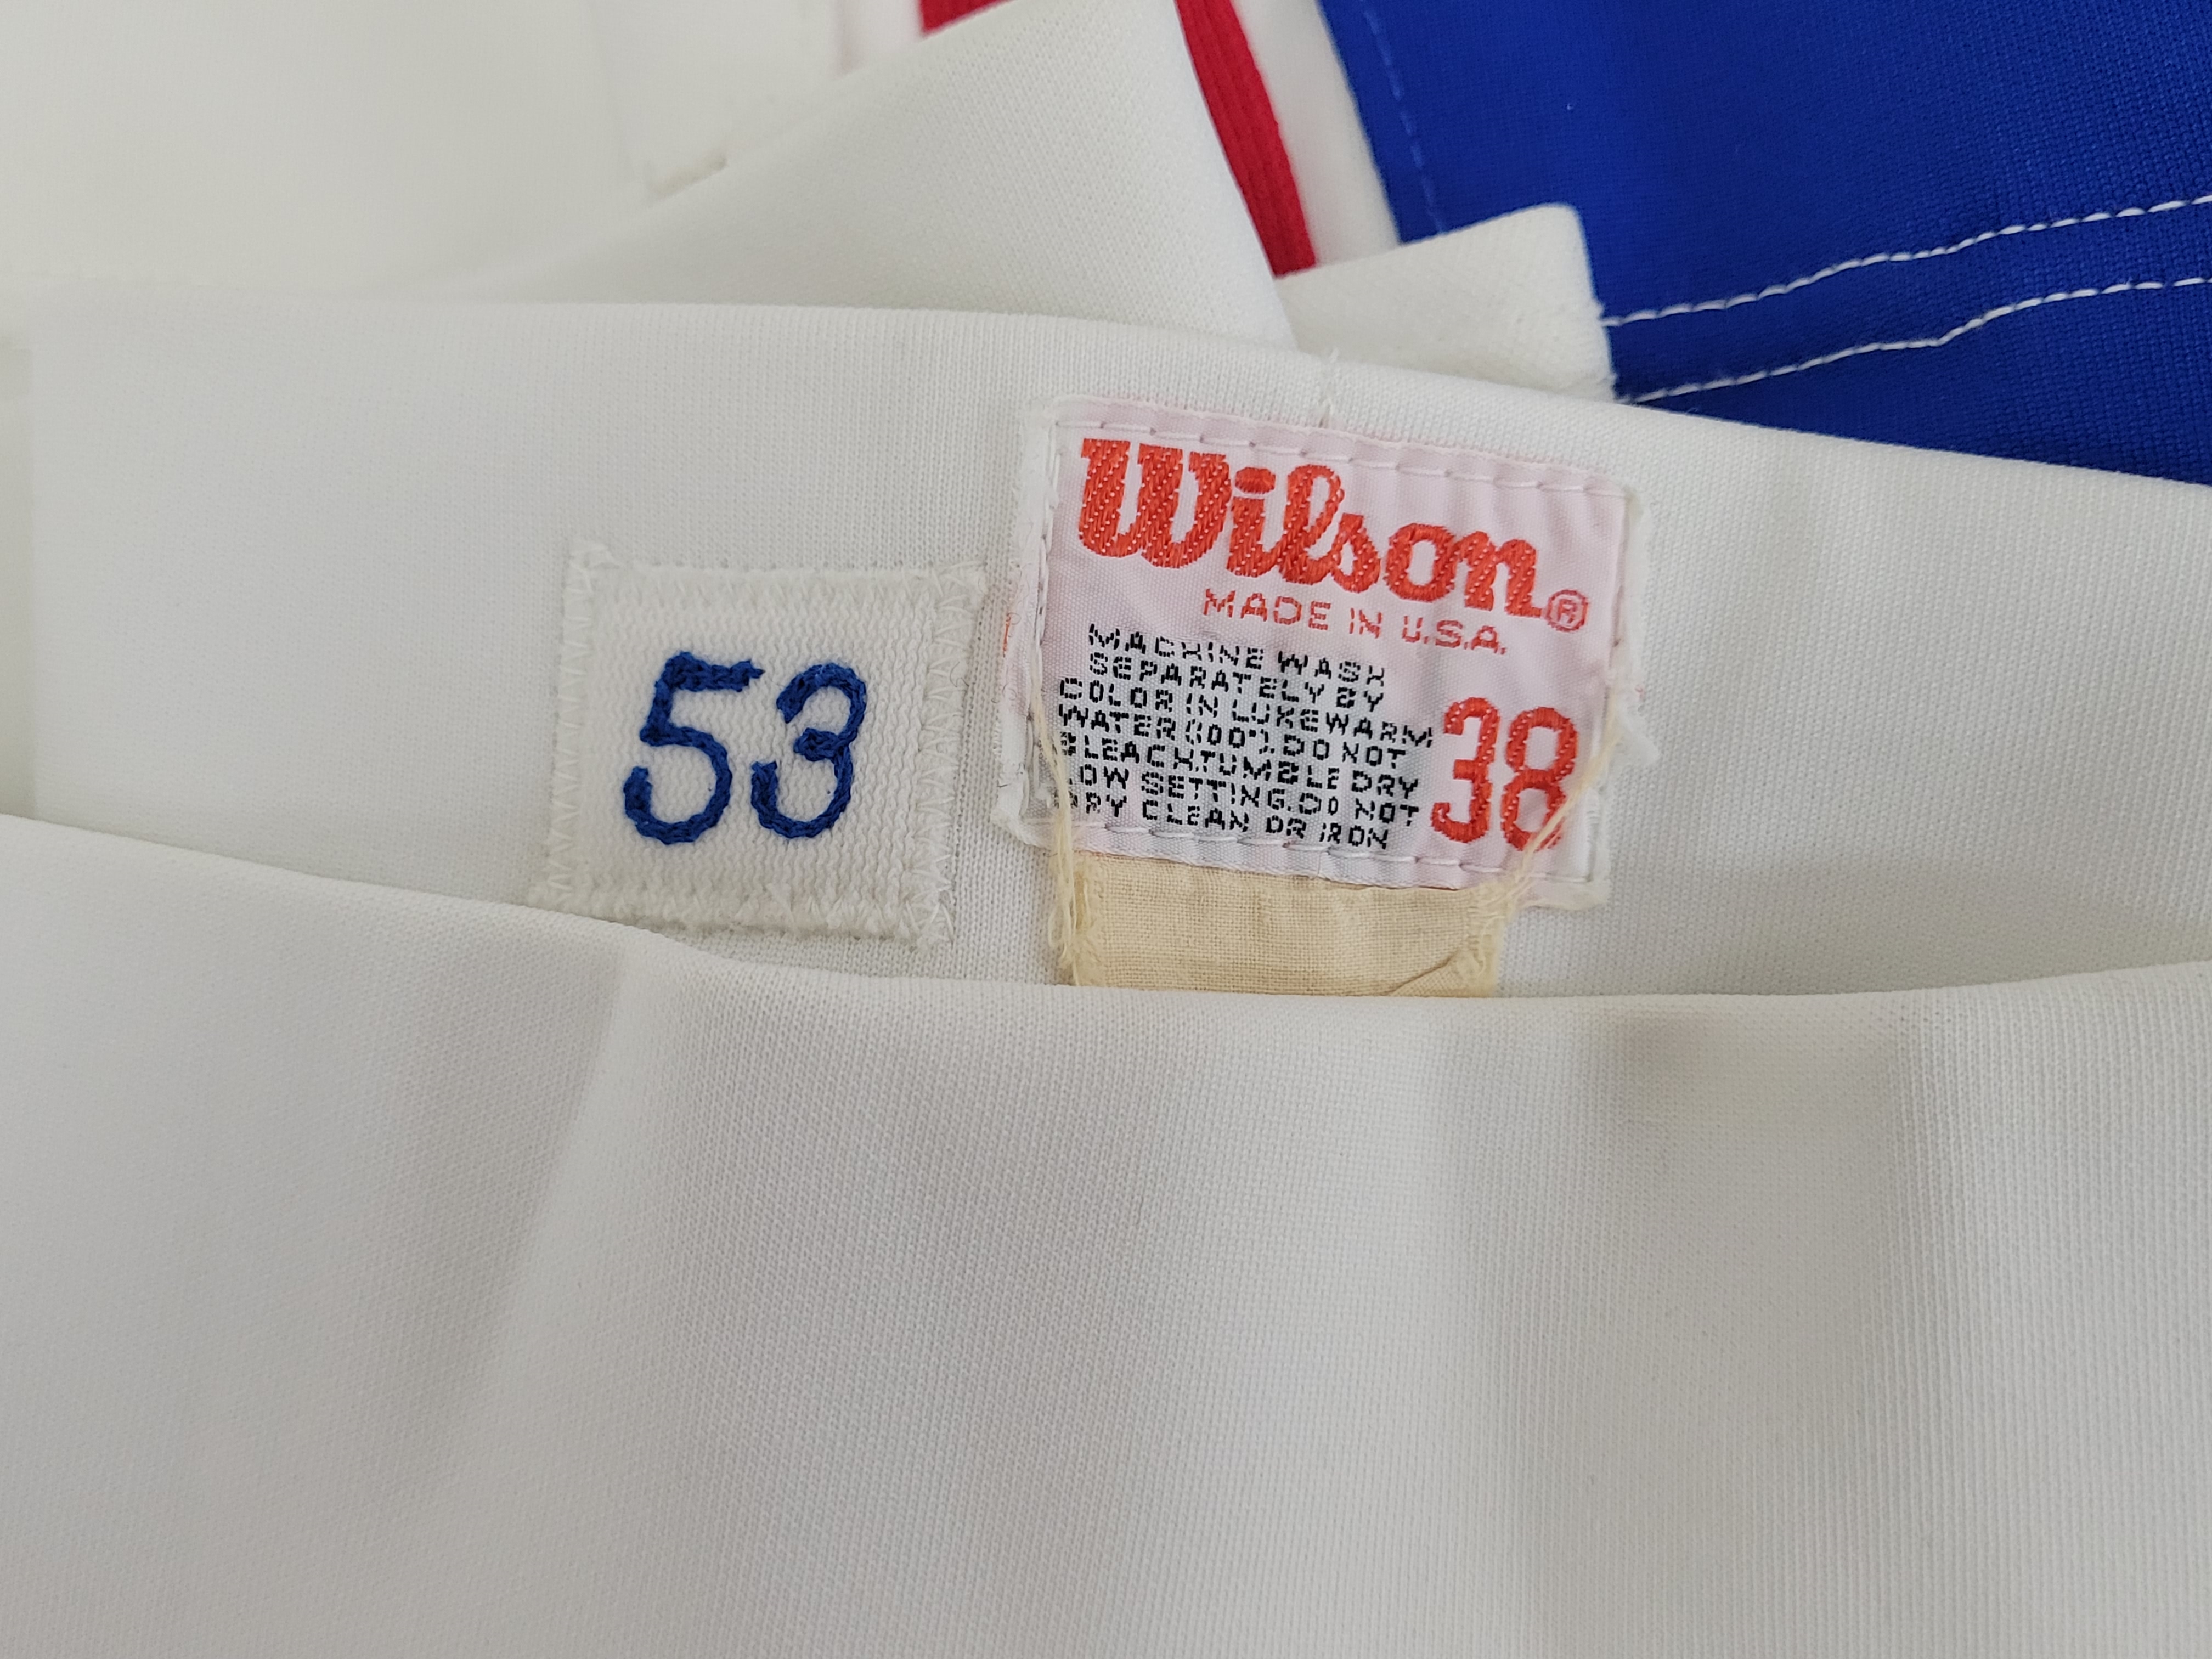 53
Wilson®
MADE IN U.S.A.
MACHINE WASH
SEPARATELY BY
COLOR IN LUKEWARM
WATER (100°). DO NOT
BLEACH.TUMBLE DRY
LOW SETTING.DO NOT
DRY CLEAN OR IRON
38